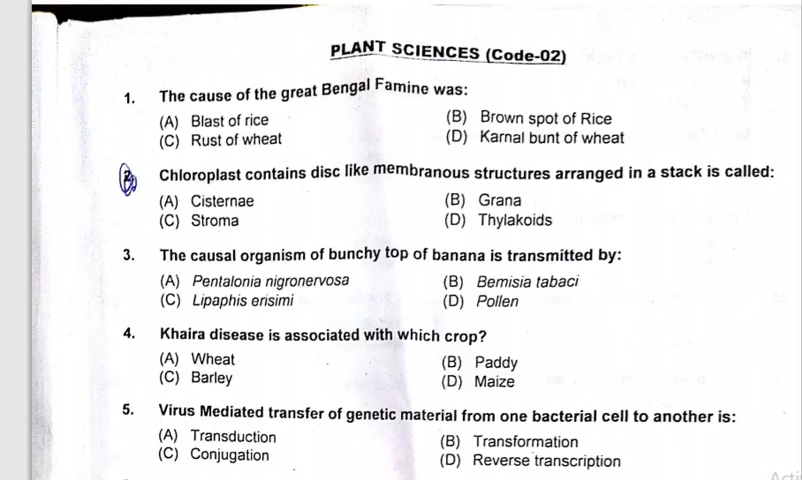 PLANT SCIENCES (Code-02)
1. The cause of the great Bengal Famine was:
(A) Blast of rice (B) Brown spot of Rice
(C) Rust of wheat (D) Karnal bunt of wheat
2. Chloroplast contains disc like membranous structures arranged in a stack is called:
(A) Cisternae (B) Grana
(C) Stroma (D) Thylakoids
3. The causal organism of bunchy top of banana is transmitted by:
(A) Pentalonia nigronervosa (B) Bemisia tabaci
(C) Lipaphis erisimi (D) Pollen
4. Khaira disease is associated with which crop?
(A) Wheat (B) Paddy
(C) Barley (D) Maize
5. Virus Mediated transfer of genetic material from one bacterial cell to another is:
(A) Transduction (B) Transformation
(C) Conjugation (D) Reverse transcription